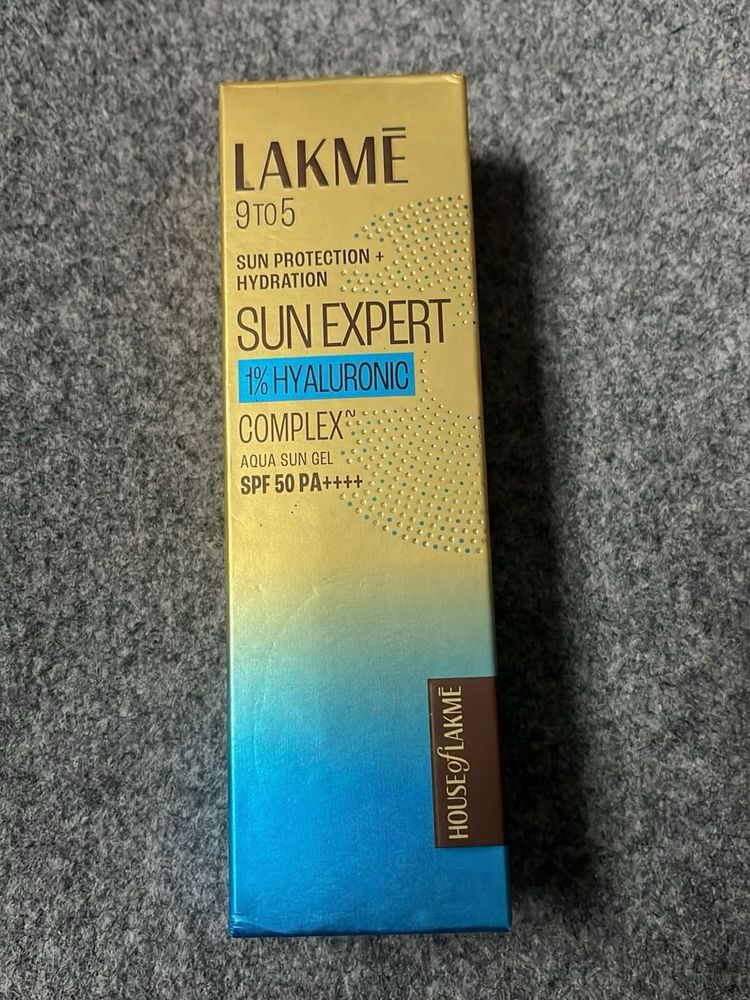 LAKMĒ
9TO5
SUN PROTECTION +
HYDRATION
SUN EXPERT
1% HYALURONIC
COMPLEX~
AQUA SUN GEL
SPF 50 PA++++
HOUSE of LAKMĒ